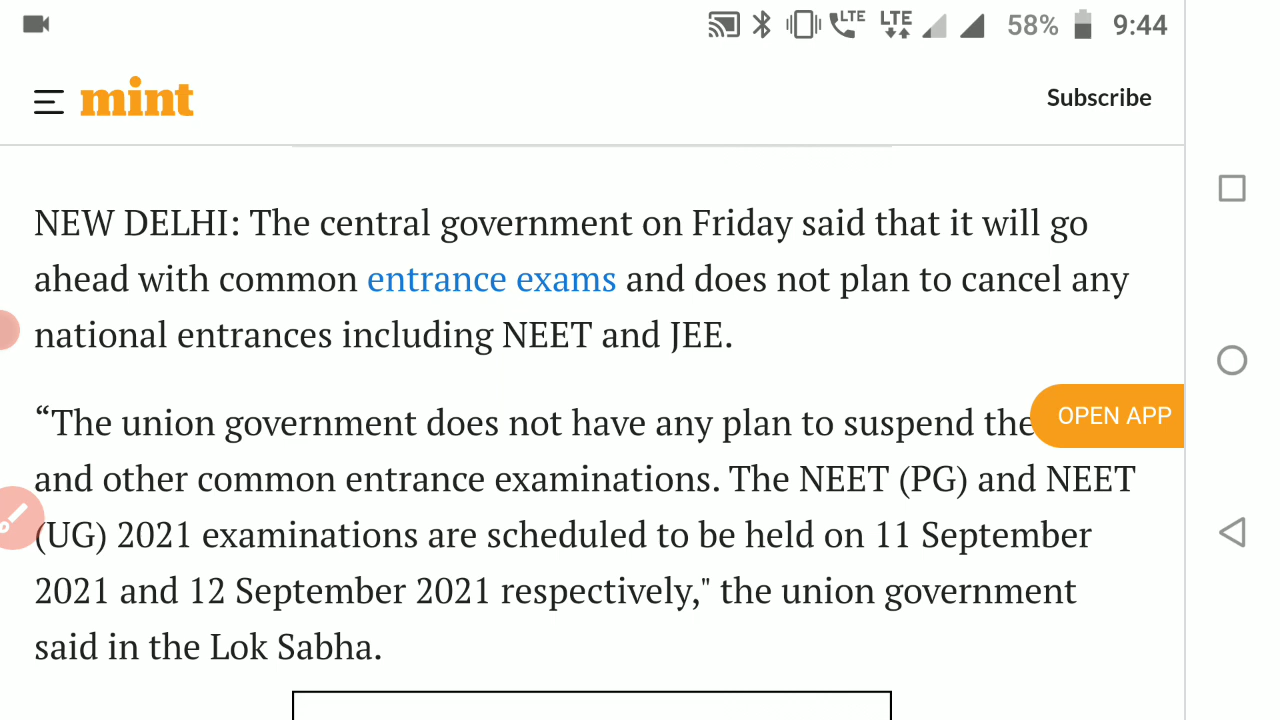 LTE LTE 58% 9:44
mint Subscribe
NEW DELHI: The central government on Friday said that it will go
ahead with common entrance exams and does not plan to cancel any
national entrances including NEET and JEE.
“The union government does not have any plan to suspend the
OPEN APP
and other common entrance examinations. The NEET (PG) and NEET
(UG) 2021 examinations are scheduled to be held on 11 September
2021 and 12 September 2021 respectively," the union government
said in the Lok Sabha.